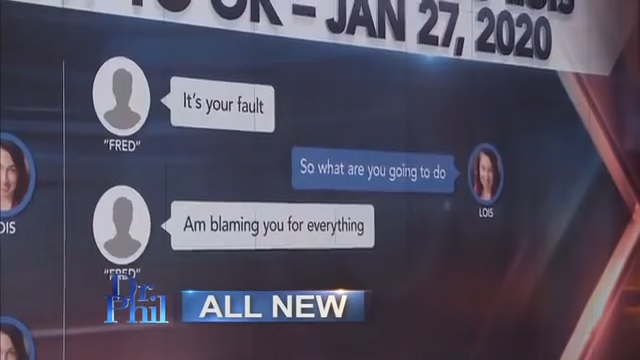 TO UK – JAN 27, 2020
It's your fault
"FRED"
So what are you going to do
LOIS
Am blaming you for everything
"FRED"
Dr. Phil
ALL NEW